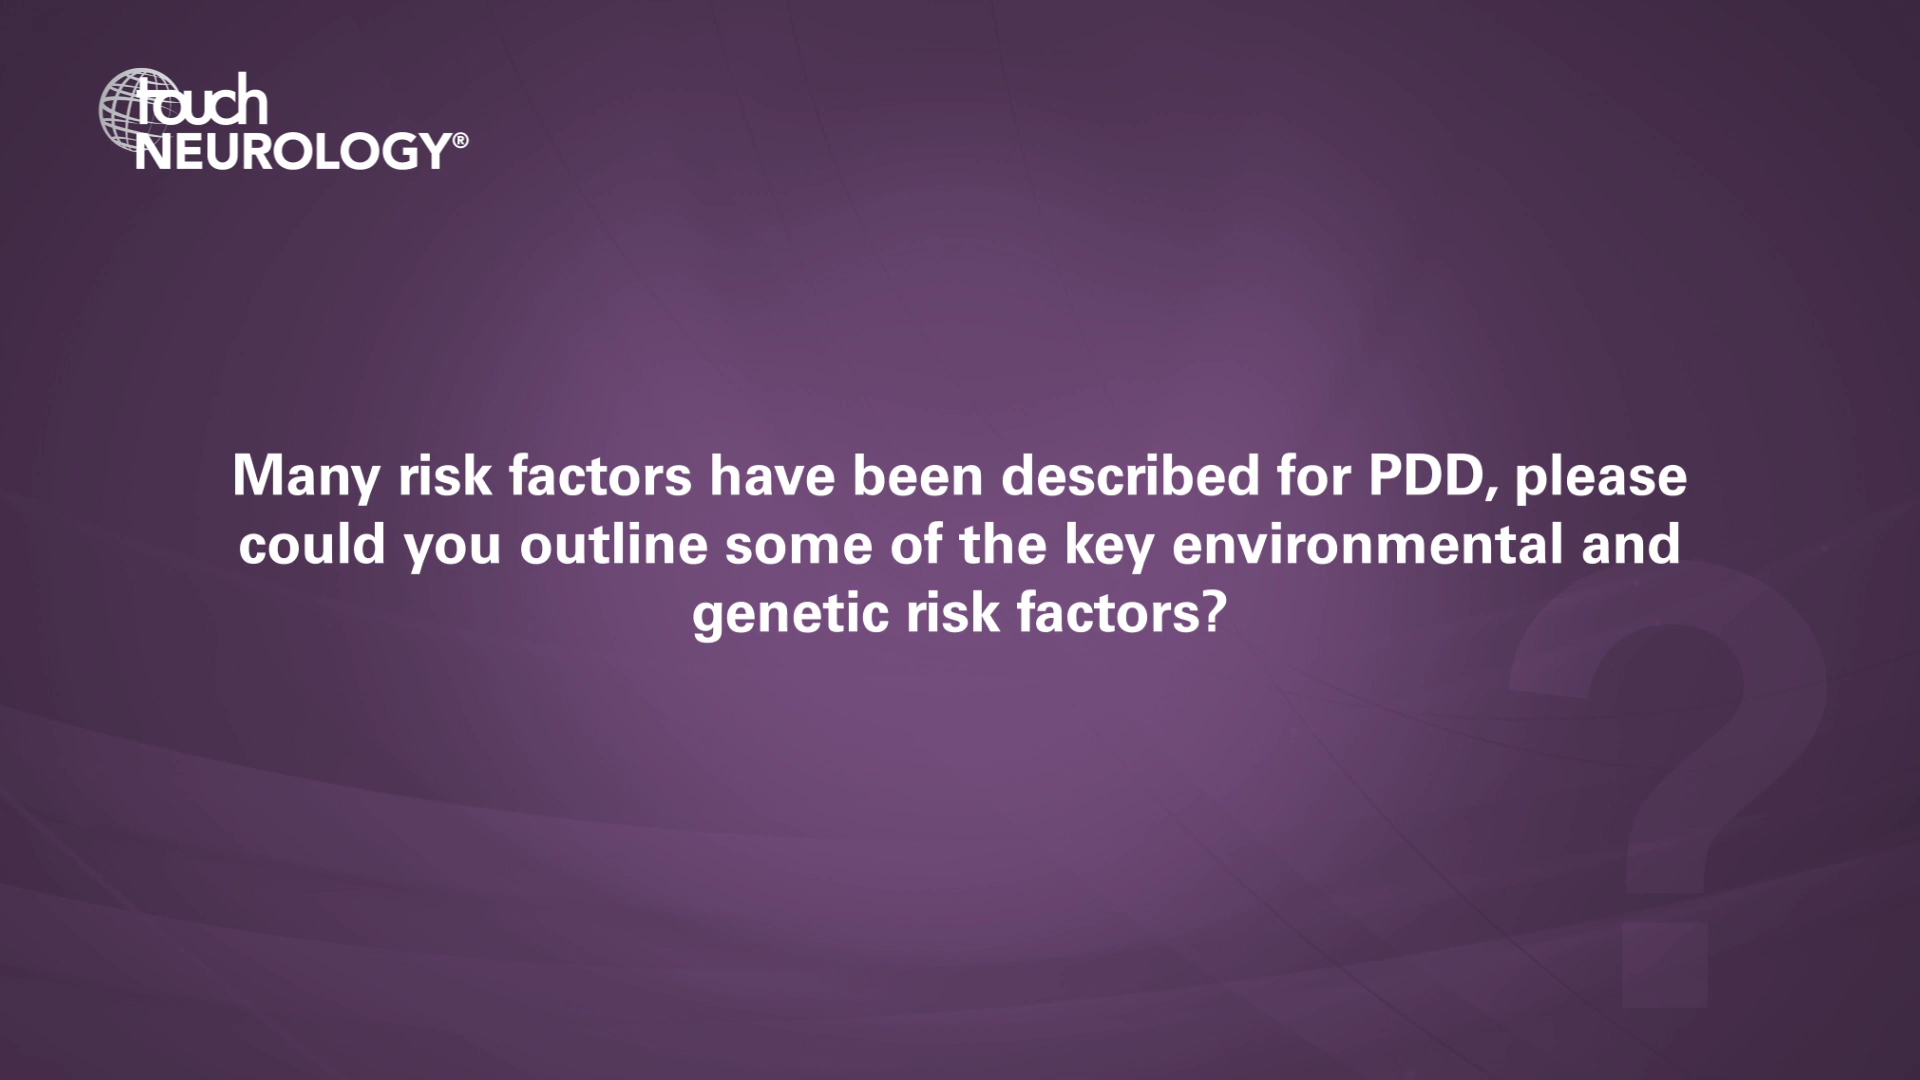 touch
NEUROLOGY®
Many risk factors have been described for PDD, please
could you outline some of the key environmental and
genetic risk factors?
?